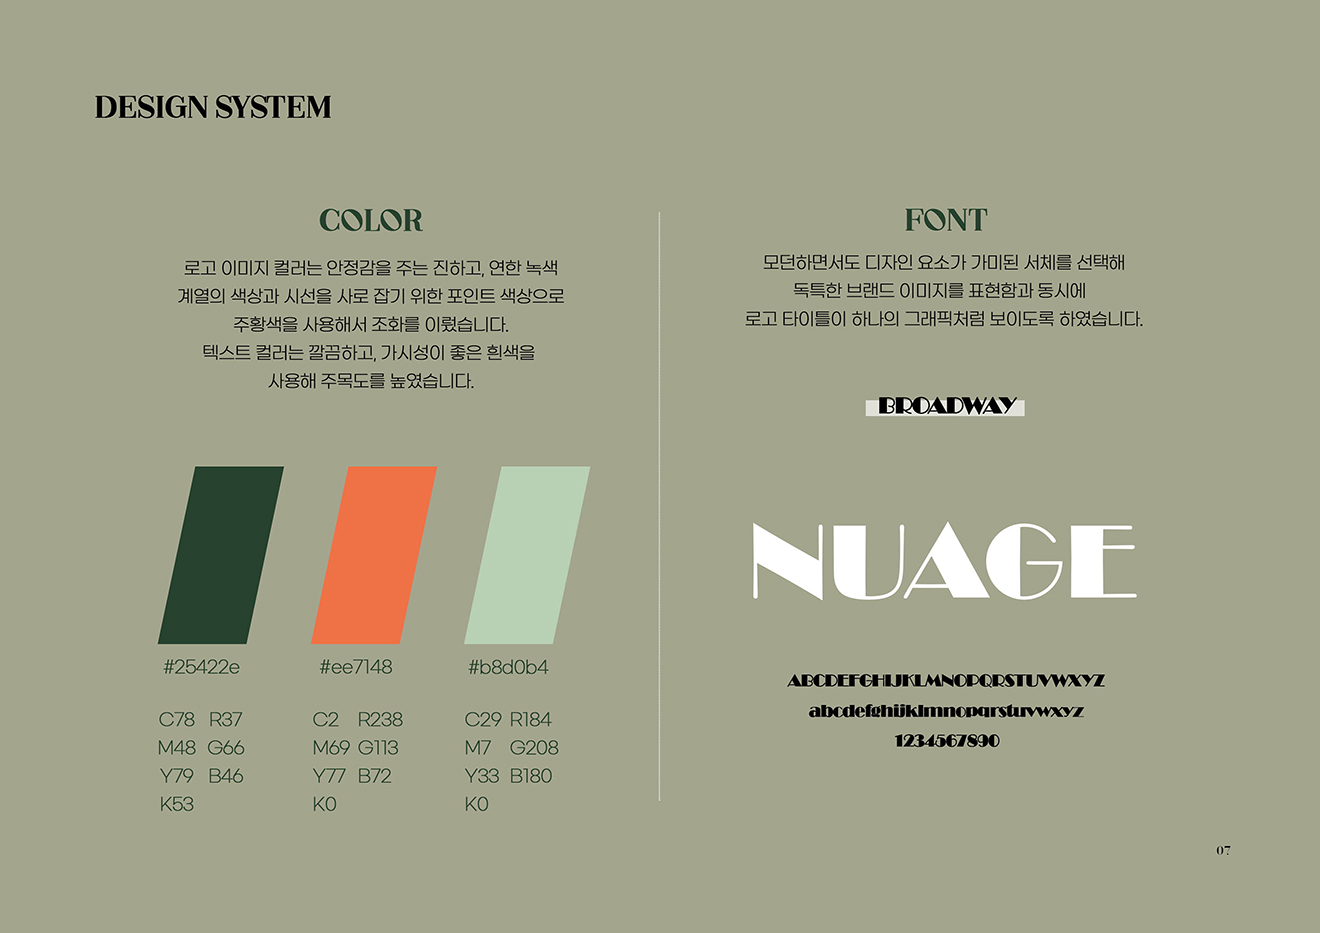 DESIGN SYSTEM
COLOR
로고 이미지 컬러는 안정감을 주는 진하고, 연한 녹색
계열의 색상과 시선을 사로 잡기 위한 포인트 색상으로
주황색을 사용해서 조화를 이뤘습니다.
텍스트 컬러는 깔끔하고, 가시성이 좋은 흰색을
사용해 주목도를 높였습니다.
#25422e
C78 R37
M48 G66
Y79 B46
K53
#ee7148
C2 R238
M69 G113
Y77 B72
K0
#b8d0b4
C29 R184
M7 G208
Y33 B180
K0
FONT
모던하면서도 디자인 요소가 가미된 서체를 선택해
독특한 브랜드 이미지를 표현함과 동시에
로고 타이틀이 하나의 그래픽처럼 보이도록 하였습니다.
BROADWAY
NUAGE
ABCDEFGHIJKLMNOPQRSTUVWXYZ
abcdefghijklmnopqrstuvwxyz
1234567890
07